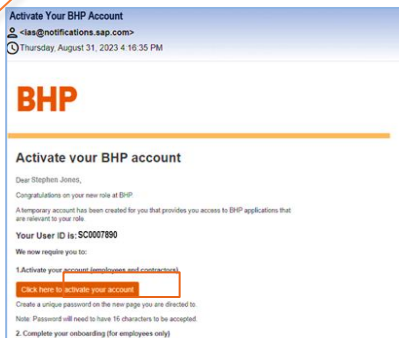 Activate Your BHP Account
<ias@notifications.sap.com>
Thursday, August 31, 2023 4:16:35 PM
BHP
Activate your BHP account
Dear Stephen Jones,
Congratulations on your new role at BHP.
A temporary account has been created for you that provides you access to BHP applications that
are relevant to your role.
Your User ID is: SC0007890
We now require you to:
1.Activate your account (employees and contractors)
Click here to activate your account
Create a unique password on the new page you are directed to.
Note: Password will need to have 16 characters to be accepted.
2. Complete your onboarding (for employees only)